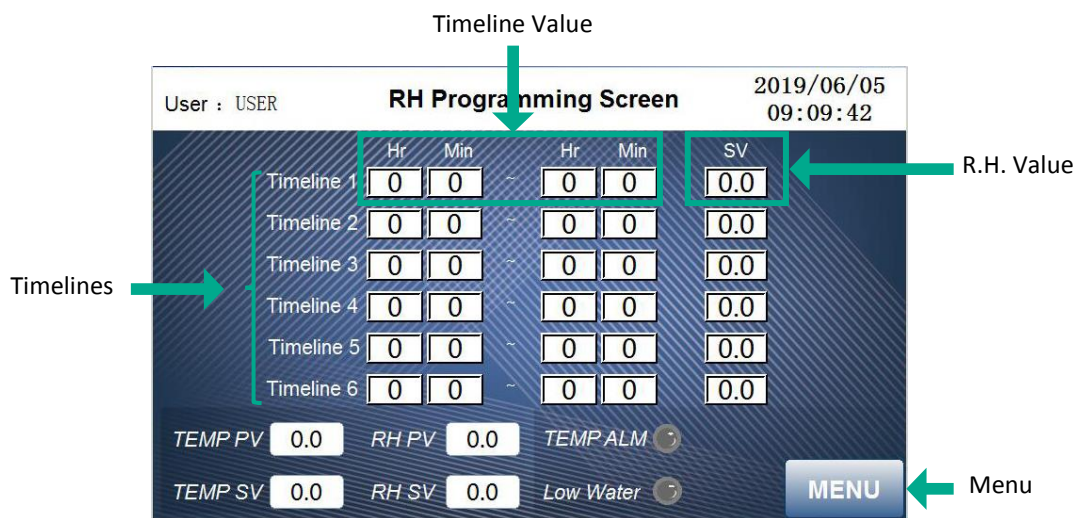 Timeline Value
User : USER RH Programming Screen 2019/06/05
09:09:42
Hr Min Hr Min SV
R.H. Value
Timeline 1 0 0 ~ 0 0 0.0
Timeline 2 0 0 ~ 0 0 0.0
Timeline 3 0 0 ~ 0 0 0.0
Timelines
Timeline 4 0 0 ~ 0 0 0.0
Timeline 5 0 0 ~ 0 0 0.0
Timeline 6 0 0 ~ 0 0 0.0
TEMP PV 0.0 RH PV 0.0 TEMP ALM
TEMP SV 0.0 RH SV 0.0 Low Water MENU Menu